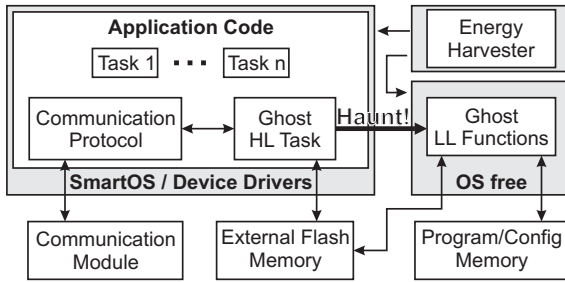 Application Code
Task 1 ▪ ▪ ▪ Task n
Energy
Harvester
Communication
Protocol
Ghost
HL Task
Haunt!
Ghost
LL Functions
SmartOS / Device Drivers
OS free
Communication
Module
External Flash
Memory
Program/Config
Memory